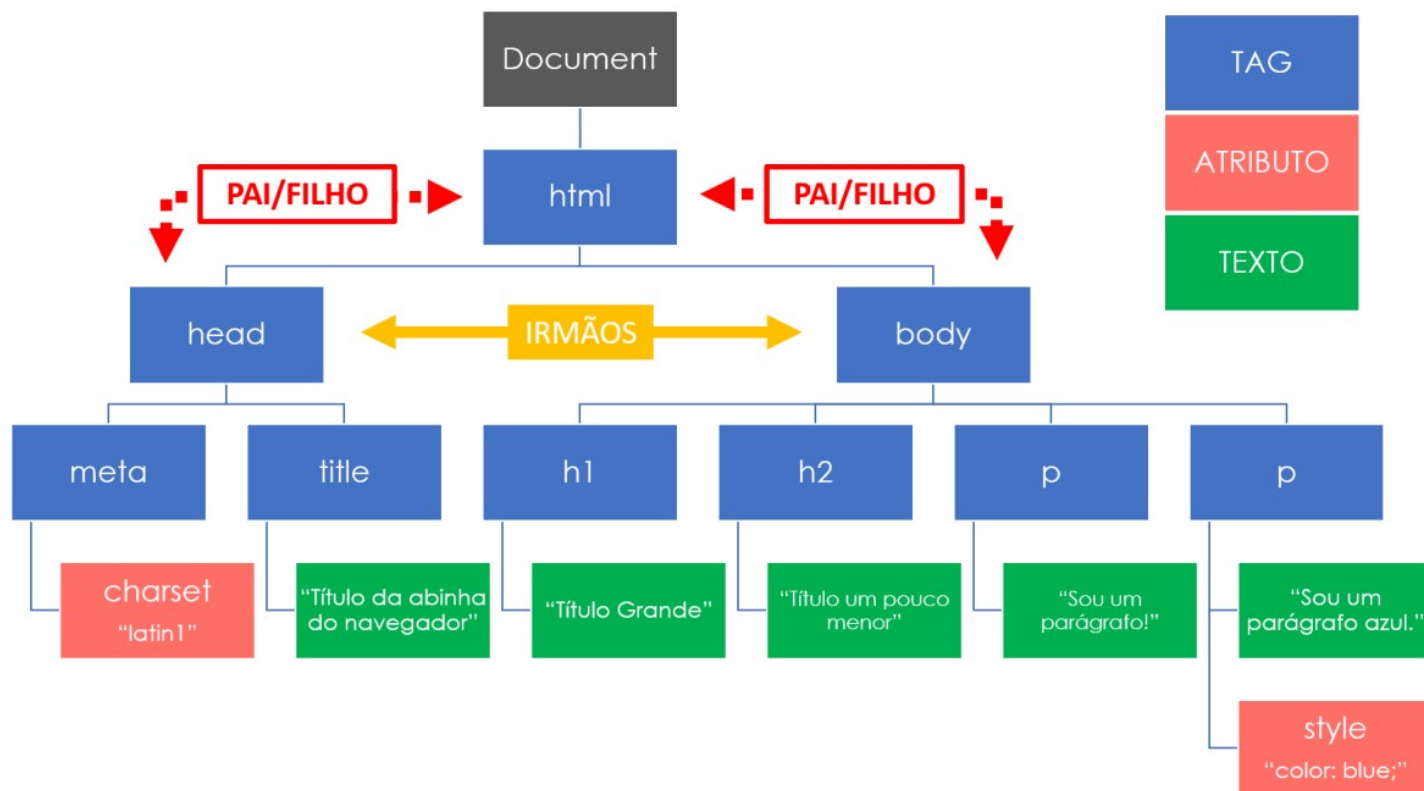 Document
TAG
ATRIBUTO
TEXTO
PAI/FILHO
html
PAI/FILHO
head
IRMÃOS
body
meta
title
h1
h2
p
p
charset
“latin1”
“Título da abinha
do navegador”
“Título Grande”
“Título um pouco
menor”
“Sou um
parágrafo!”
“Sou um
parágrafo azul.”
style
“color: blue;”